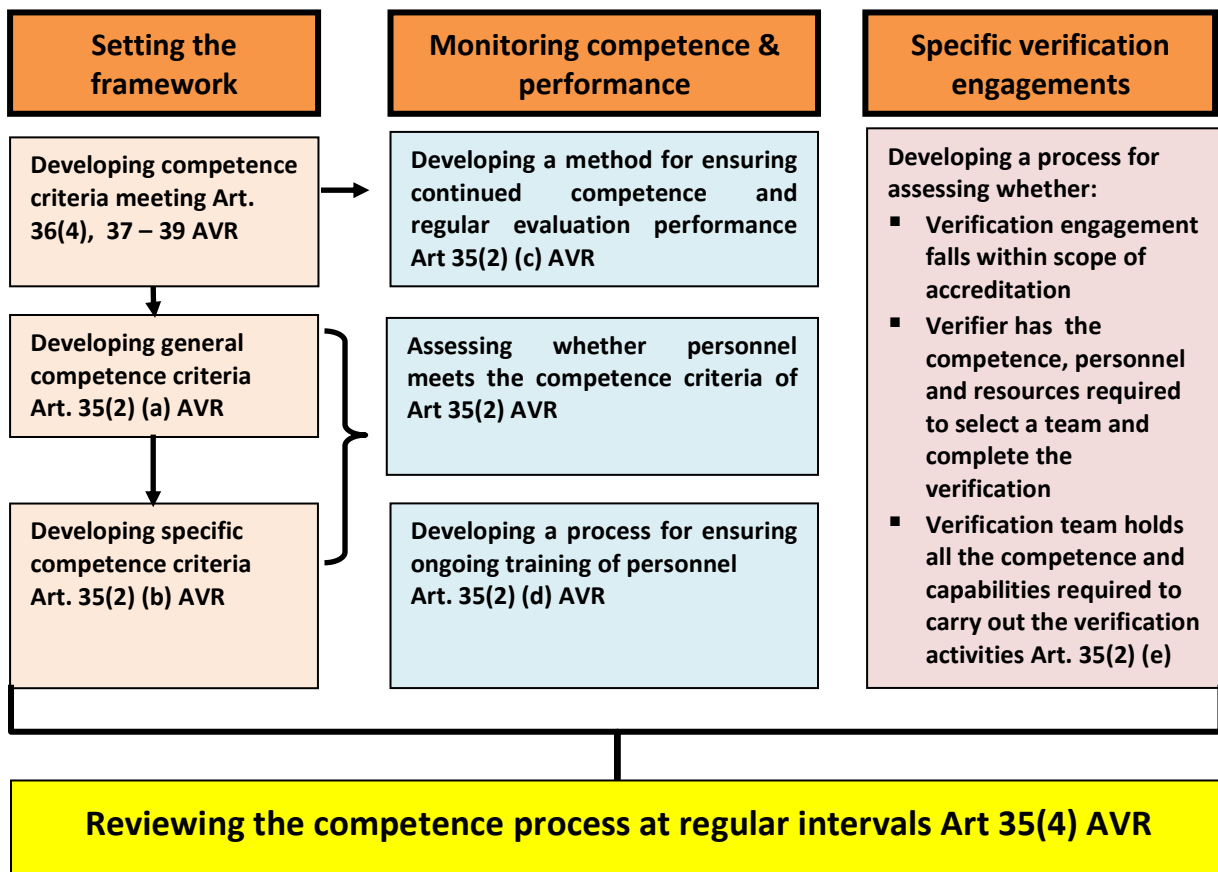 Setting the
framework
Developing competence
criteria meeting Art.
36(4), 37 – 39 AVR
Developing general
competence criteria
Art. 35(2) (a) AVR
Developing specific
competence criteria
Art. 35(2) (b) AVR
Monitoring competence &
performance
Developing a method for ensuring
continued competence and
regular evaluation performance
Art 35(2) (c) AVR
Assessing whether personnel
meets the competence criteria of
Art 35(2) AVR
Developing a process for ensuring
ongoing training of personnel
Art. 35(2) (d) AVR
Specific verification
engagements
Developing a process for
assessing whether:
▪ Verification engagement
falls within scope of
accreditation
▪ Verifier has the
competence, personnel
and resources required
to select a team and
complete the
verification
▪ Verification team holds
all the competence and
capabilities required to
carry out the verification
activities Art. 35(2) (e)
Reviewing the competence process at regular intervals Art 35(4) AVR